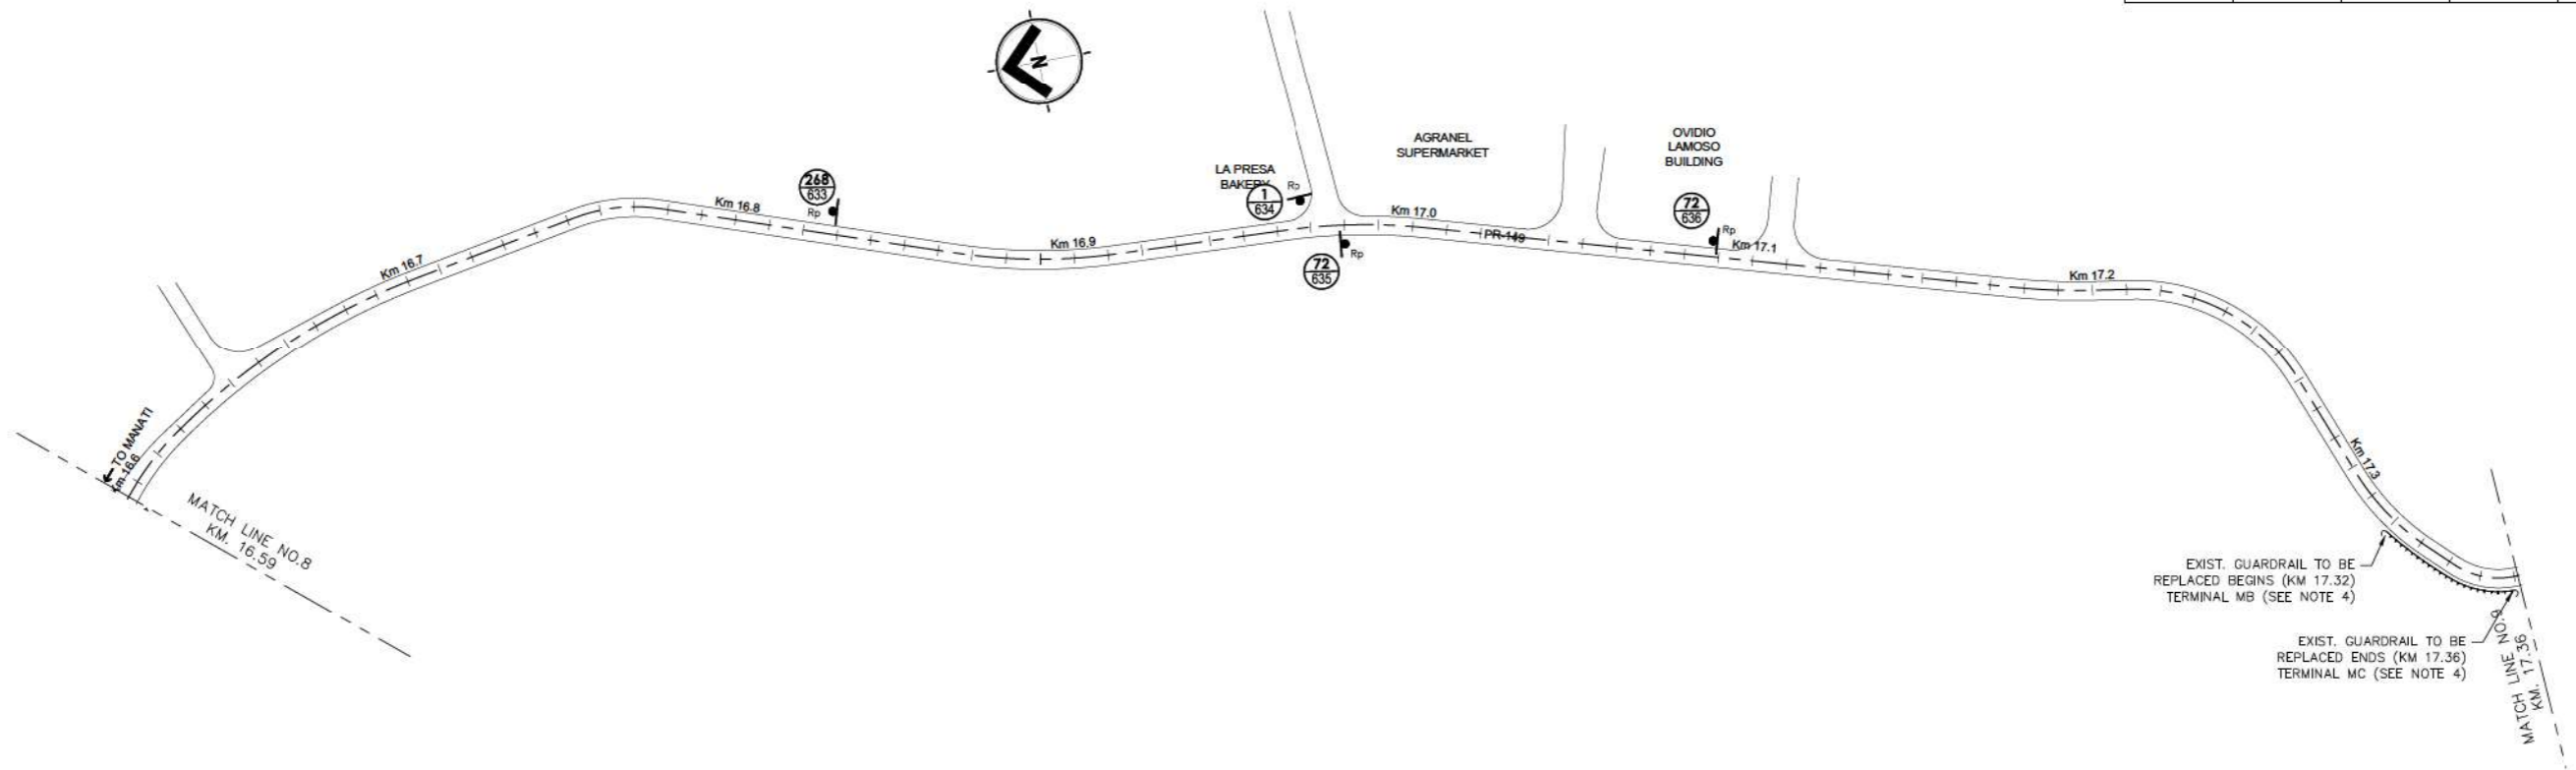 N
AGRANEL
SUPERMARKET
OVIDIO
LAMOSO
BUILDING
LA PRESA
BAKERY
268
633
Rp
1
634
Rp
72
635
Rp
72
636
Rp
Km 16.6
Km 16.7
Km 16.8
Km 16.9
Km 17.0
PR-149
Km 17.1
Km 17.2
Km 17.3
TO MANATI
MATCH LINE NO.8
KM. 16.59
EXIST. GUARDRAIL TO BE
REPLACED BEGINS (KM 17.32)
TERMINAL MB (SEE NOTE 4)
EXIST. GUARDRAIL TO BE
REPLACED ENDS (KM 17.36)
TERMINAL MC (SEE NOTE 4)
MATCH LINE NO.9
KM. 17.36